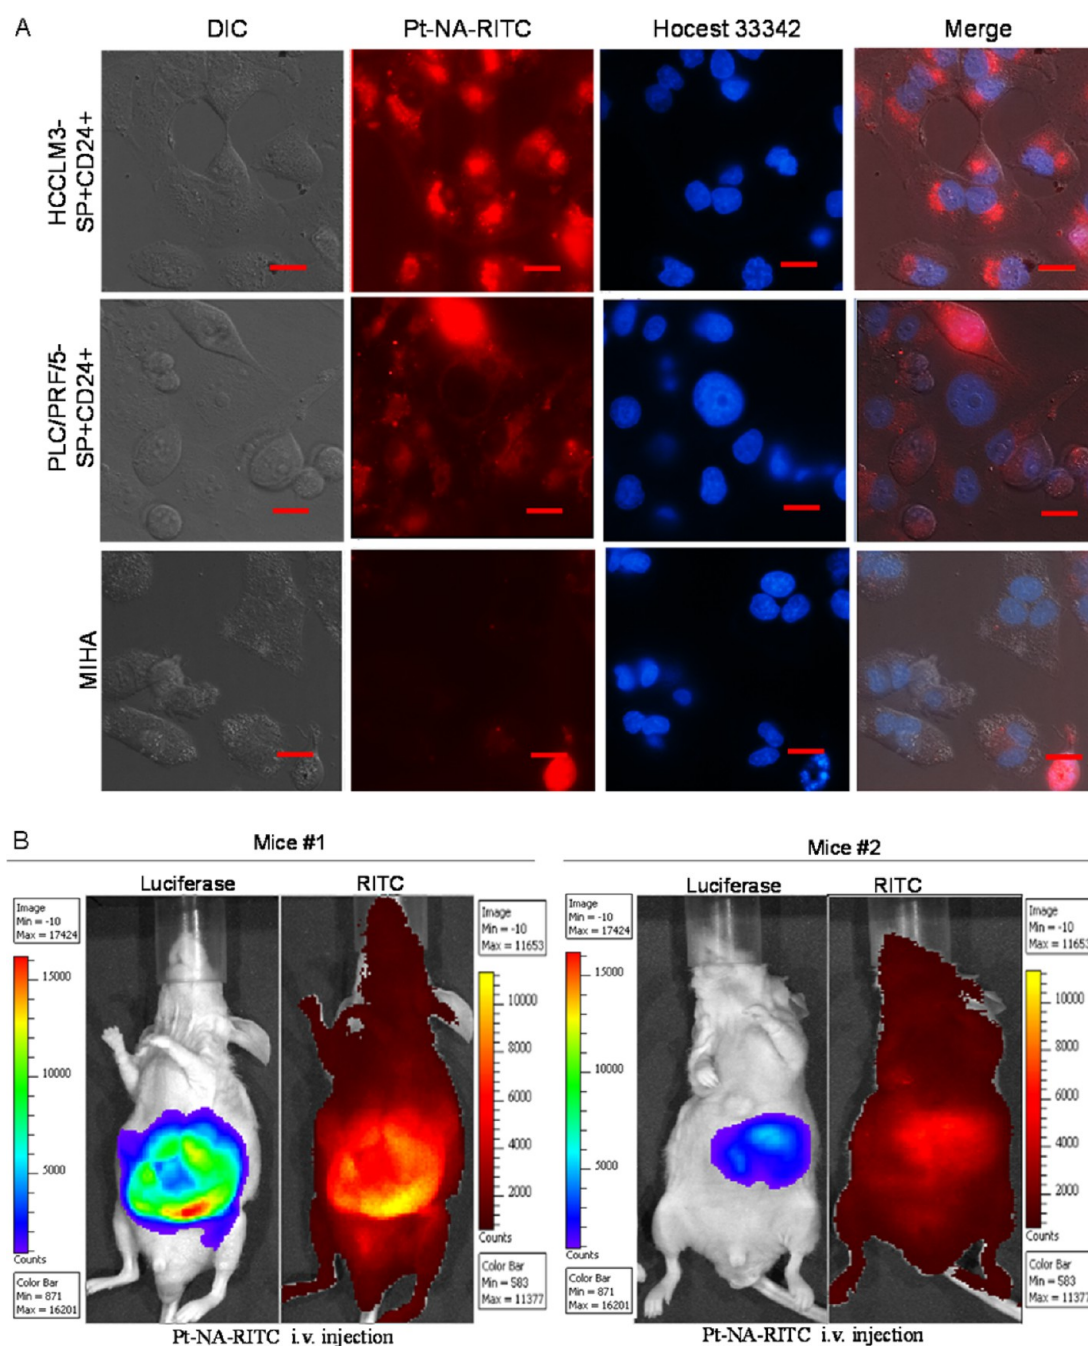 A
DIC
Pt-NA-RITC
Hocest 33342
Merge
HCCLM3-
SP+CD24+
PLC/PRF/5-
SP+CD24+
MIHA
B
Mice #1
Mice #2
Luciferase
RITC
Luciferase
RITC
Image
Min = -10
Max = 17424
15000
10000
5000
Counts
Color Bar
Min = 871
Max = 16201
Image
Min = -10
Max = 11653
10000
8000
6000
4000
2000
Counts
Color Bar
Min = 583
Max = 11377
Pt-NA-RITC i.v. injection
Image
Min = -10
Max = 17424
15000
10000
5000
Counts
Color Bar
Min = 871
Max = 16201
Image
Min = -10
Max = 11653
10000
8000
6000
4000
2000
Counts
Color Bar
Min = 583
Max = 11377
Pt-NA-RITC i.v. injection